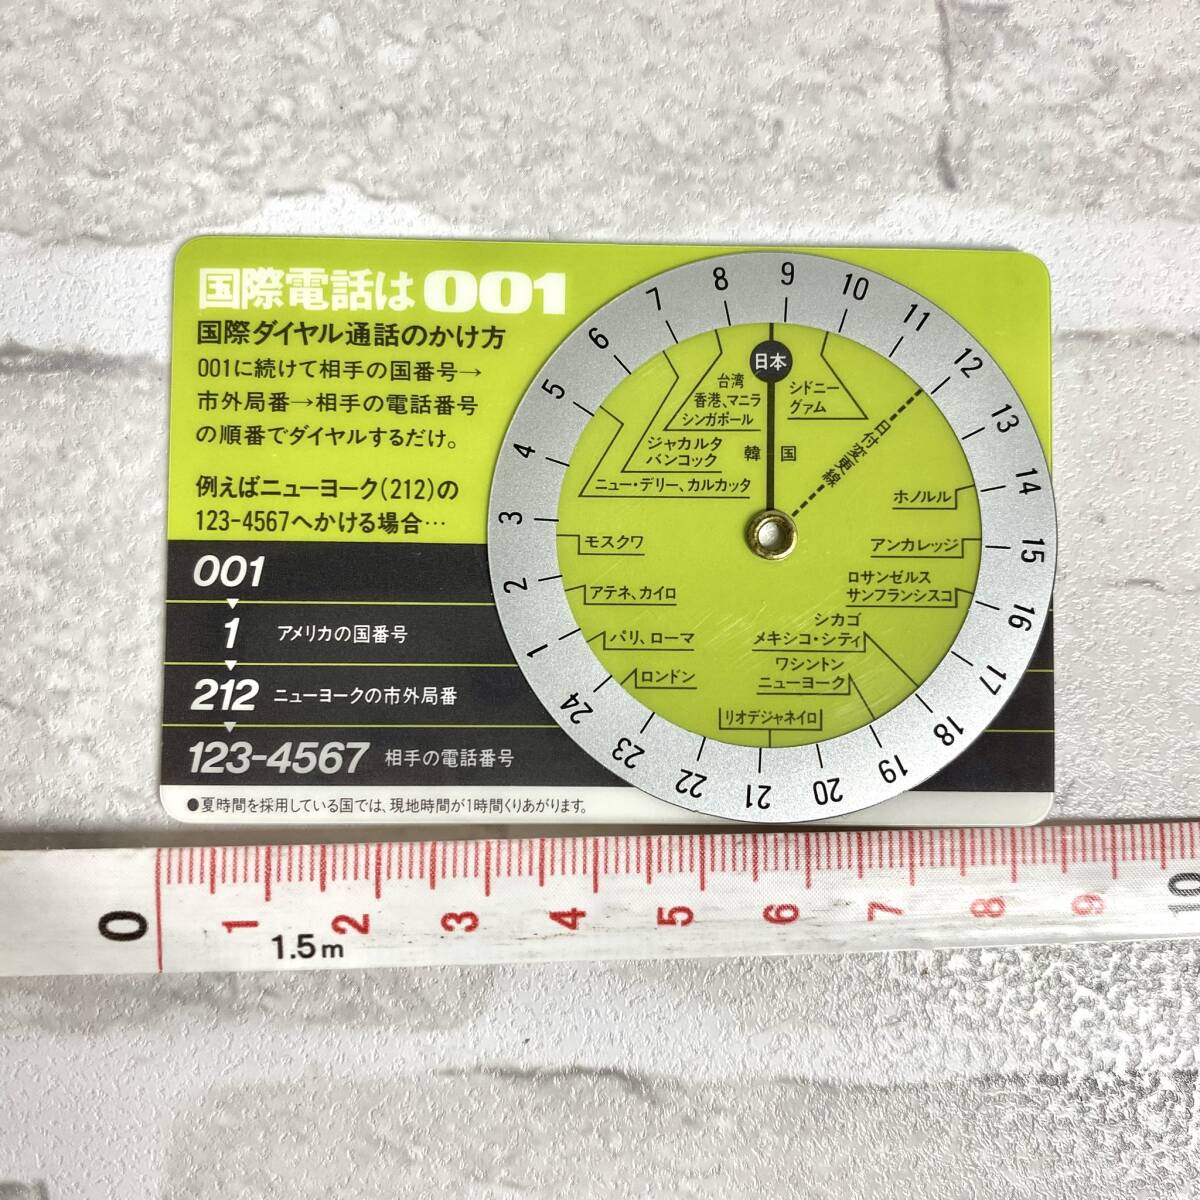 国際電話は001
国際ダイヤル通話のかけ方
001に続けて相手の国番号→
市外局番→相手の電話番号
の順番でダイヤルするだけ。
例えばニューヨーク(212)の
123-4567へかける場合…
001
1 アメリカの国番号
212 ニューヨークの市外局番
123-4567 相手の電話番号
●夏時間を採用している国では、現地時間が1時間くりあがります。
1
2
3
4
5
6
7
8
9
10
11
12
13
14
15
16
17
18
19
20
21
22
23
24
日本
台湾
香港、マニラ
シンガポール
シドニー
グァム
ジャカルタ
バンコック
韓国
ニュー・デリー、カルカッタ
日付変更線
ホノルル
モスクワ
アンカレッジ
アテネ、カイロ
ロサンゼルス
サンフランシスコ
パリ、ローマ
シカゴ
メキシコ・シティ
ロンドン
ワシントン
ニューヨーク
リオデジャネイロ
0 1 2 3 4 5 6 7 8 9 10
1.5m